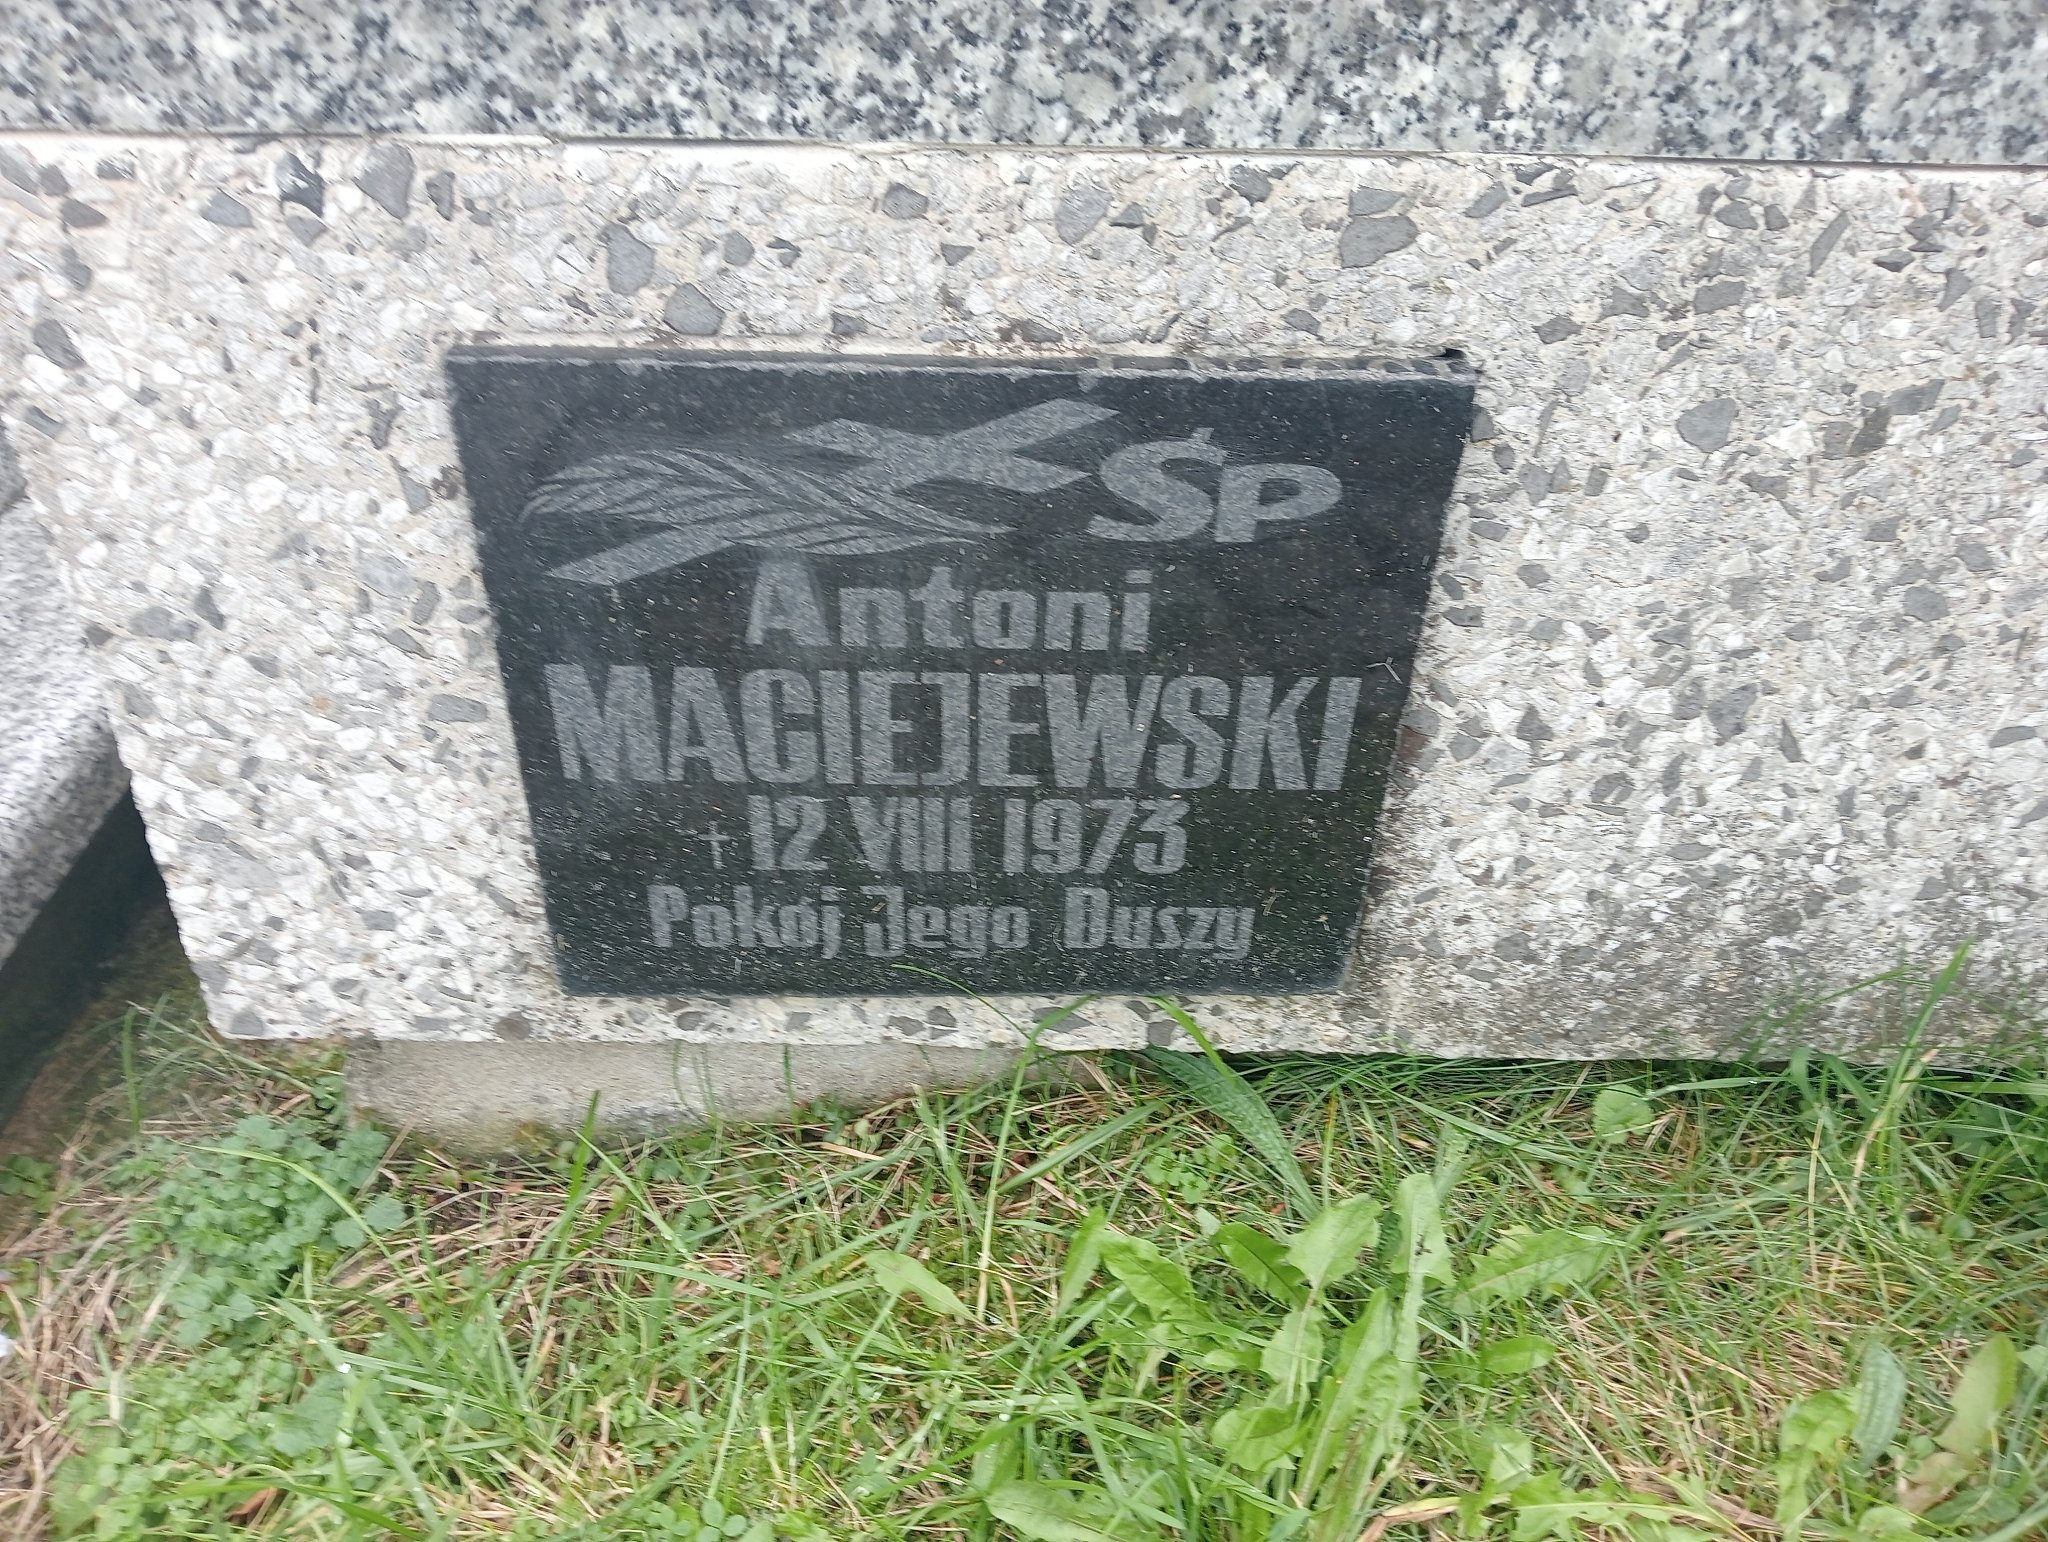 ŚP
Antoni
MACIEJEWSKI
† 12 VIII 1973
Pokój Jego Duszy